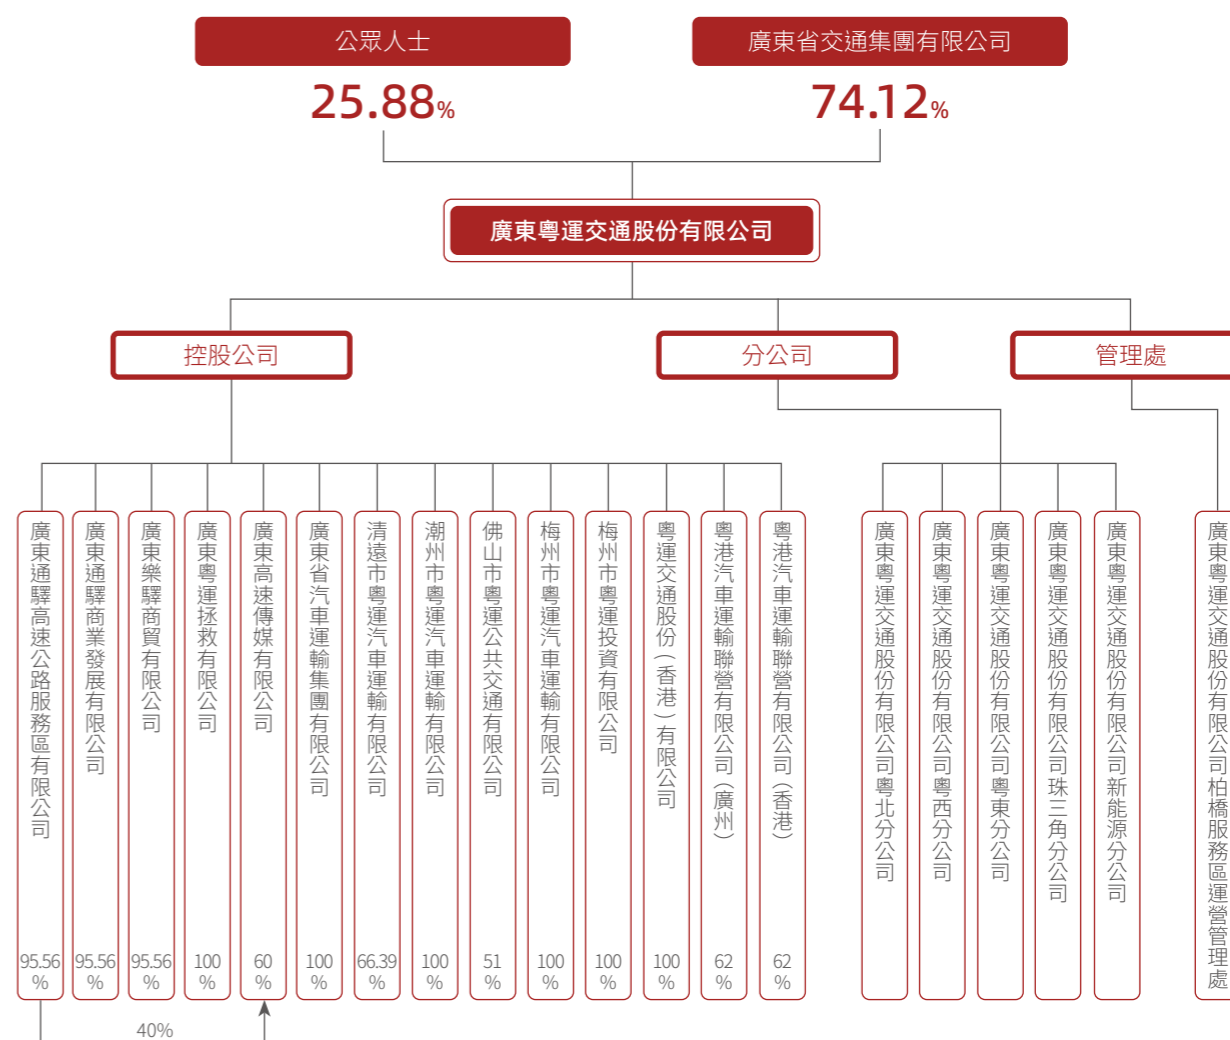 公眾人士
廣東省交通集團有限公司
25.88%
74.12%
廣東粵運交通股份有限公司
控股公司
分公司
管理處
廣東通驛高速公路服務區有限公司
95.56%
廣東通驛商業發展有限公司
95.56%
廣東樂驛商貿有限公司
95.56%
廣東粵運拯救有限公司
100%
廣東高速傳媒有限公司
60%
廣東省汽車運輸集團有限公司
100%
清遠市粵運汽車運輸有限公司
66.39%
潮州市粵運汽車運輸有限公司
100%
佛山市粵運公共交通有限公司
51%
梅州市粵運汽車運輸有限公司
100%
梅州市粵運投資有限公司
100%
粵運交通股份（香港）有限公司
100%
粵港汽車運輸聯營有限公司（廣州）
62%
粵港汽車運輸聯營有限公司（香港）
62%
廣東粵運交通股份有限公司粵北分公司
廣東粵運交通股份有限公司粵西分公司
廣東粵運交通股份有限公司粵東分公司
廣東粵運交通股份有限公司珠三角分公司
廣東粵運交通股份有限公司新能源分公司
廣東粵運交通股份有限公司柏橋服務區運營管理處
40%